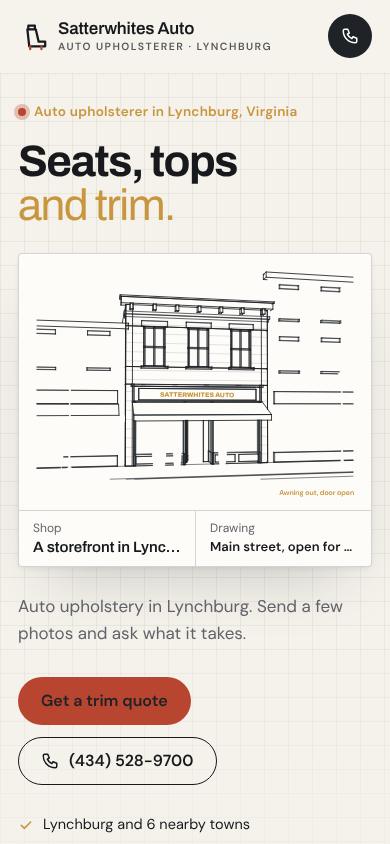 Satterwhites Auto
AUTO UPHOLSTERER · LYNCHBURG
Auto upholsterer in Lynchburg, Virginia
Seats, tops
and trim.
SATTERWHITES AUTO
Awning out, door open
Shop
A storefront in Lync...
Drawing
Main street, open for ...
Auto upholstery in Lynchburg. Send a few
photos and ask what it takes.
Get a trim quote
(434) 528-9700
Lynchburg and 6 nearby towns